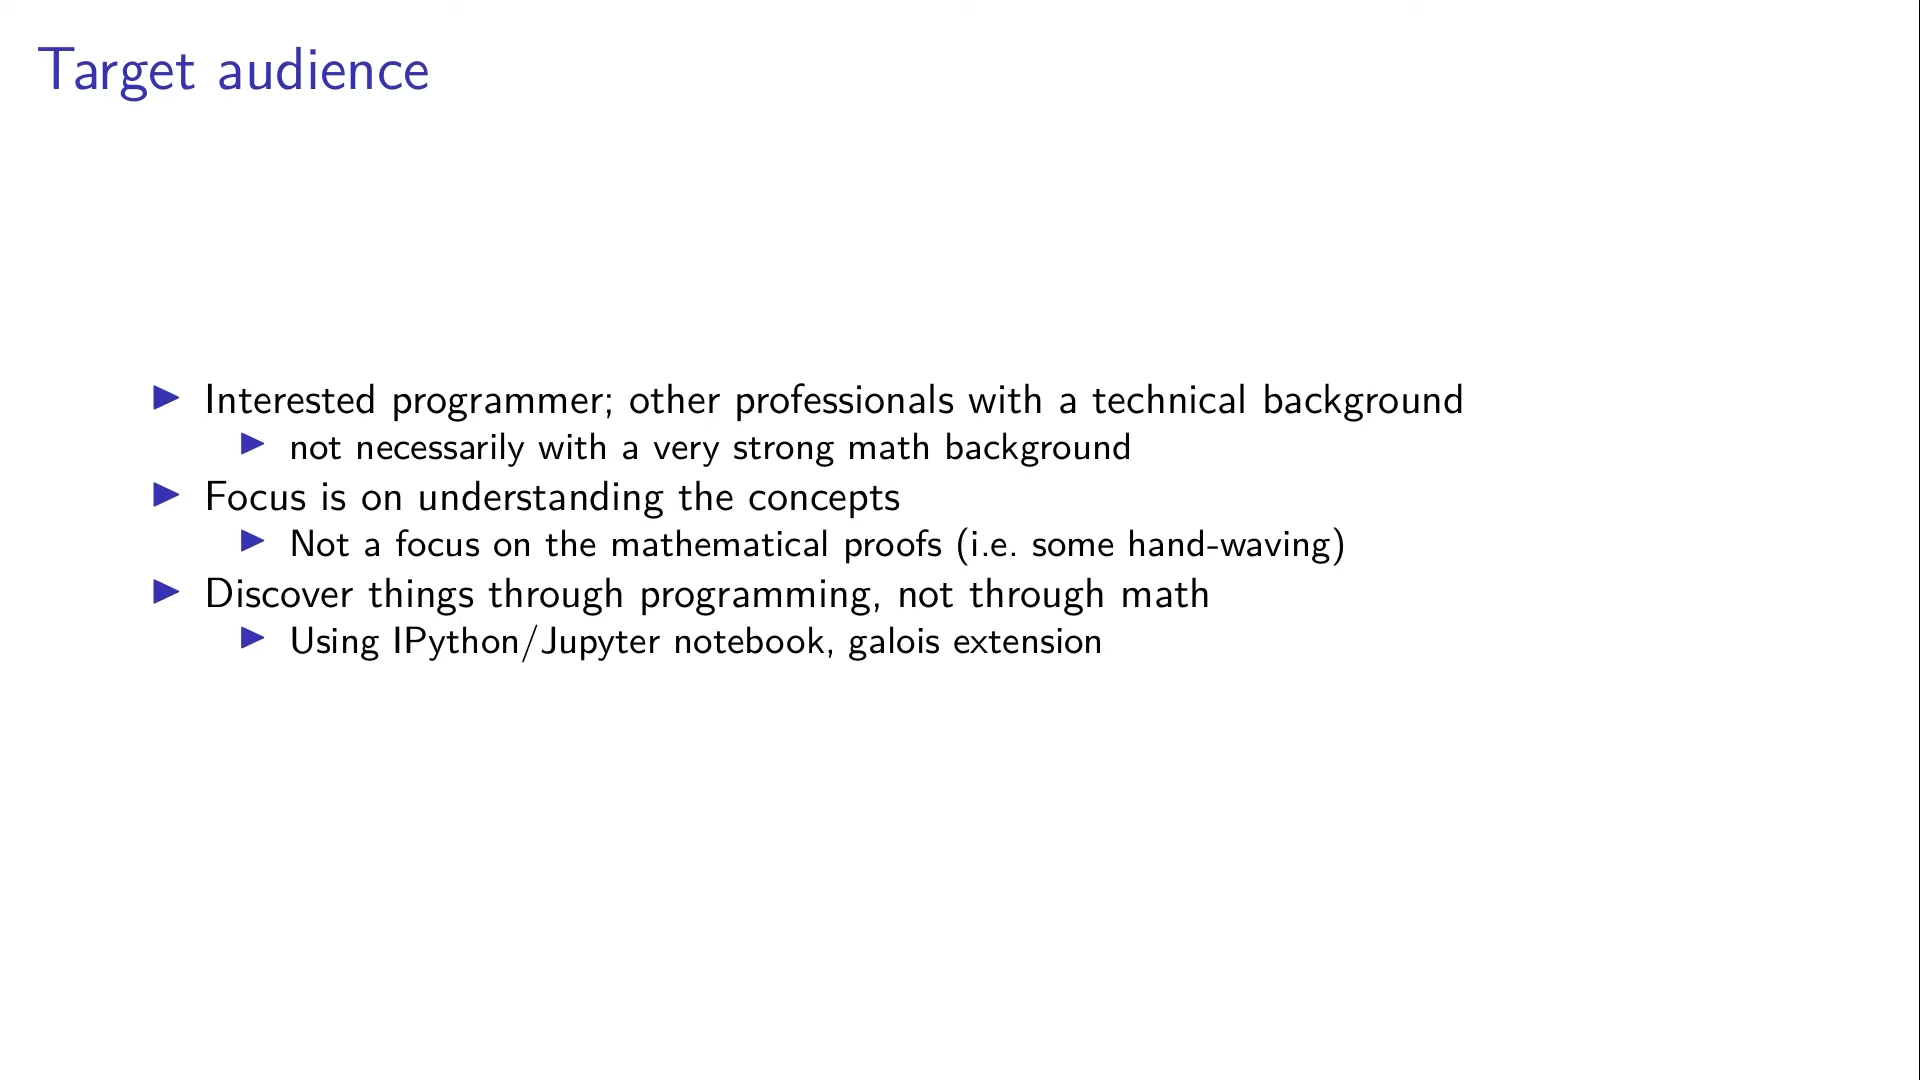 Target audience
Interested programmer; other professionals with a technical background
not necessarily with a very strong math background
Focus is on understanding the concepts
Not a focus on the mathematical proofs (i.e. some hand-waving)
Discover things through programming, not through math
Using IPython/Jupyter notebook, galois extension